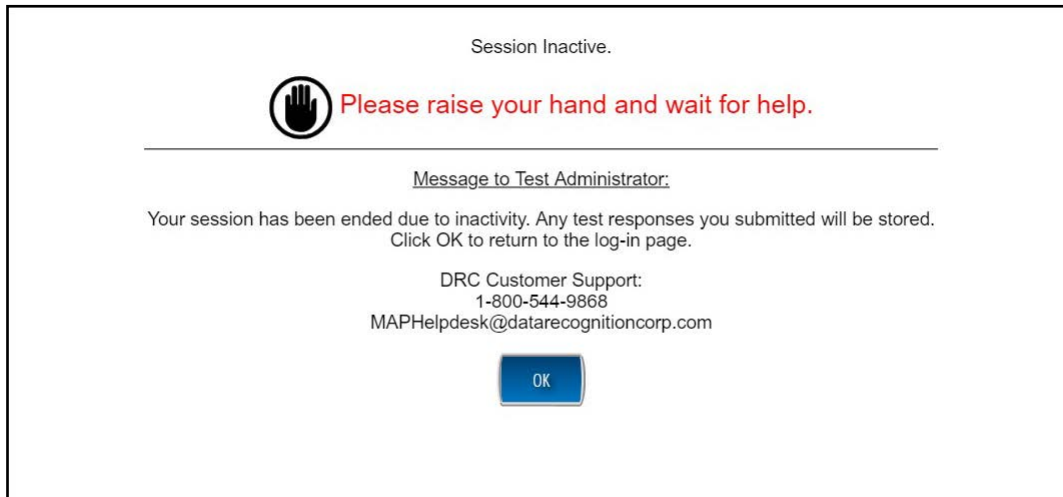 Session Inactive.
Please raise your hand and wait for help.
Message to Test Administrator:
Your session has been ended due to inactivity. Any test responses you submitted will be stored.
Click OK to return to the log-in page.
DRC Customer Support:
1-800-544-9868
MAPHelpdesk@datarecognitioncorp.com
OK